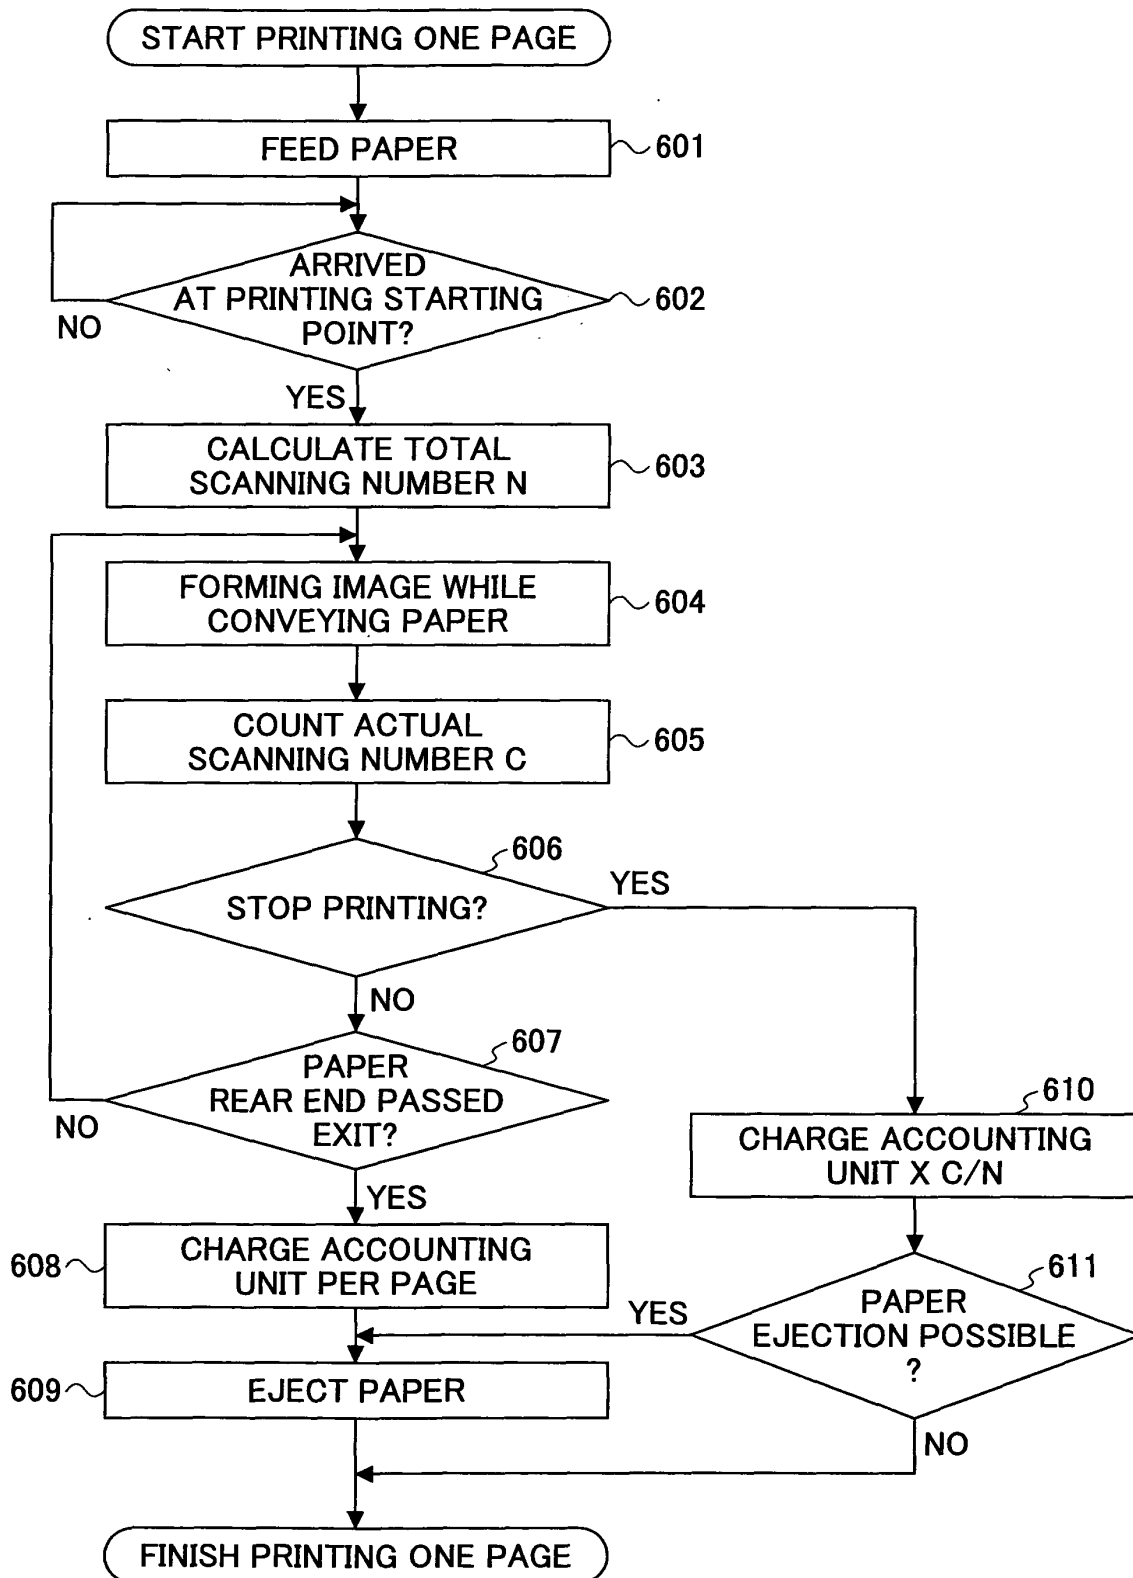 START PRINTING ONE PAGE
FEED PAPER
601
ARRIVED
AT PRINTING STARTING
POINT?
602
NO
YES
CALCULATE TOTAL
SCANNING NUMBER N
603
FORMING IMAGE WHILE
CONVEYING PAPER
604
COUNT ACTUAL
SCANNING NUMBER C
605
606
STOP PRINTING?
YES
NO
607
PAPER
REAR END PASSED
EXIT?
NO
YES
610
CHARGE ACCOUNTING
UNIT X C/N
608
CHARGE ACCOUNTING
UNIT PER PAGE
611
PAPER
EJECTION POSSIBLE
?
YES
NO
609
EJECT PAPER
FINISH PRINTING ONE PAGE